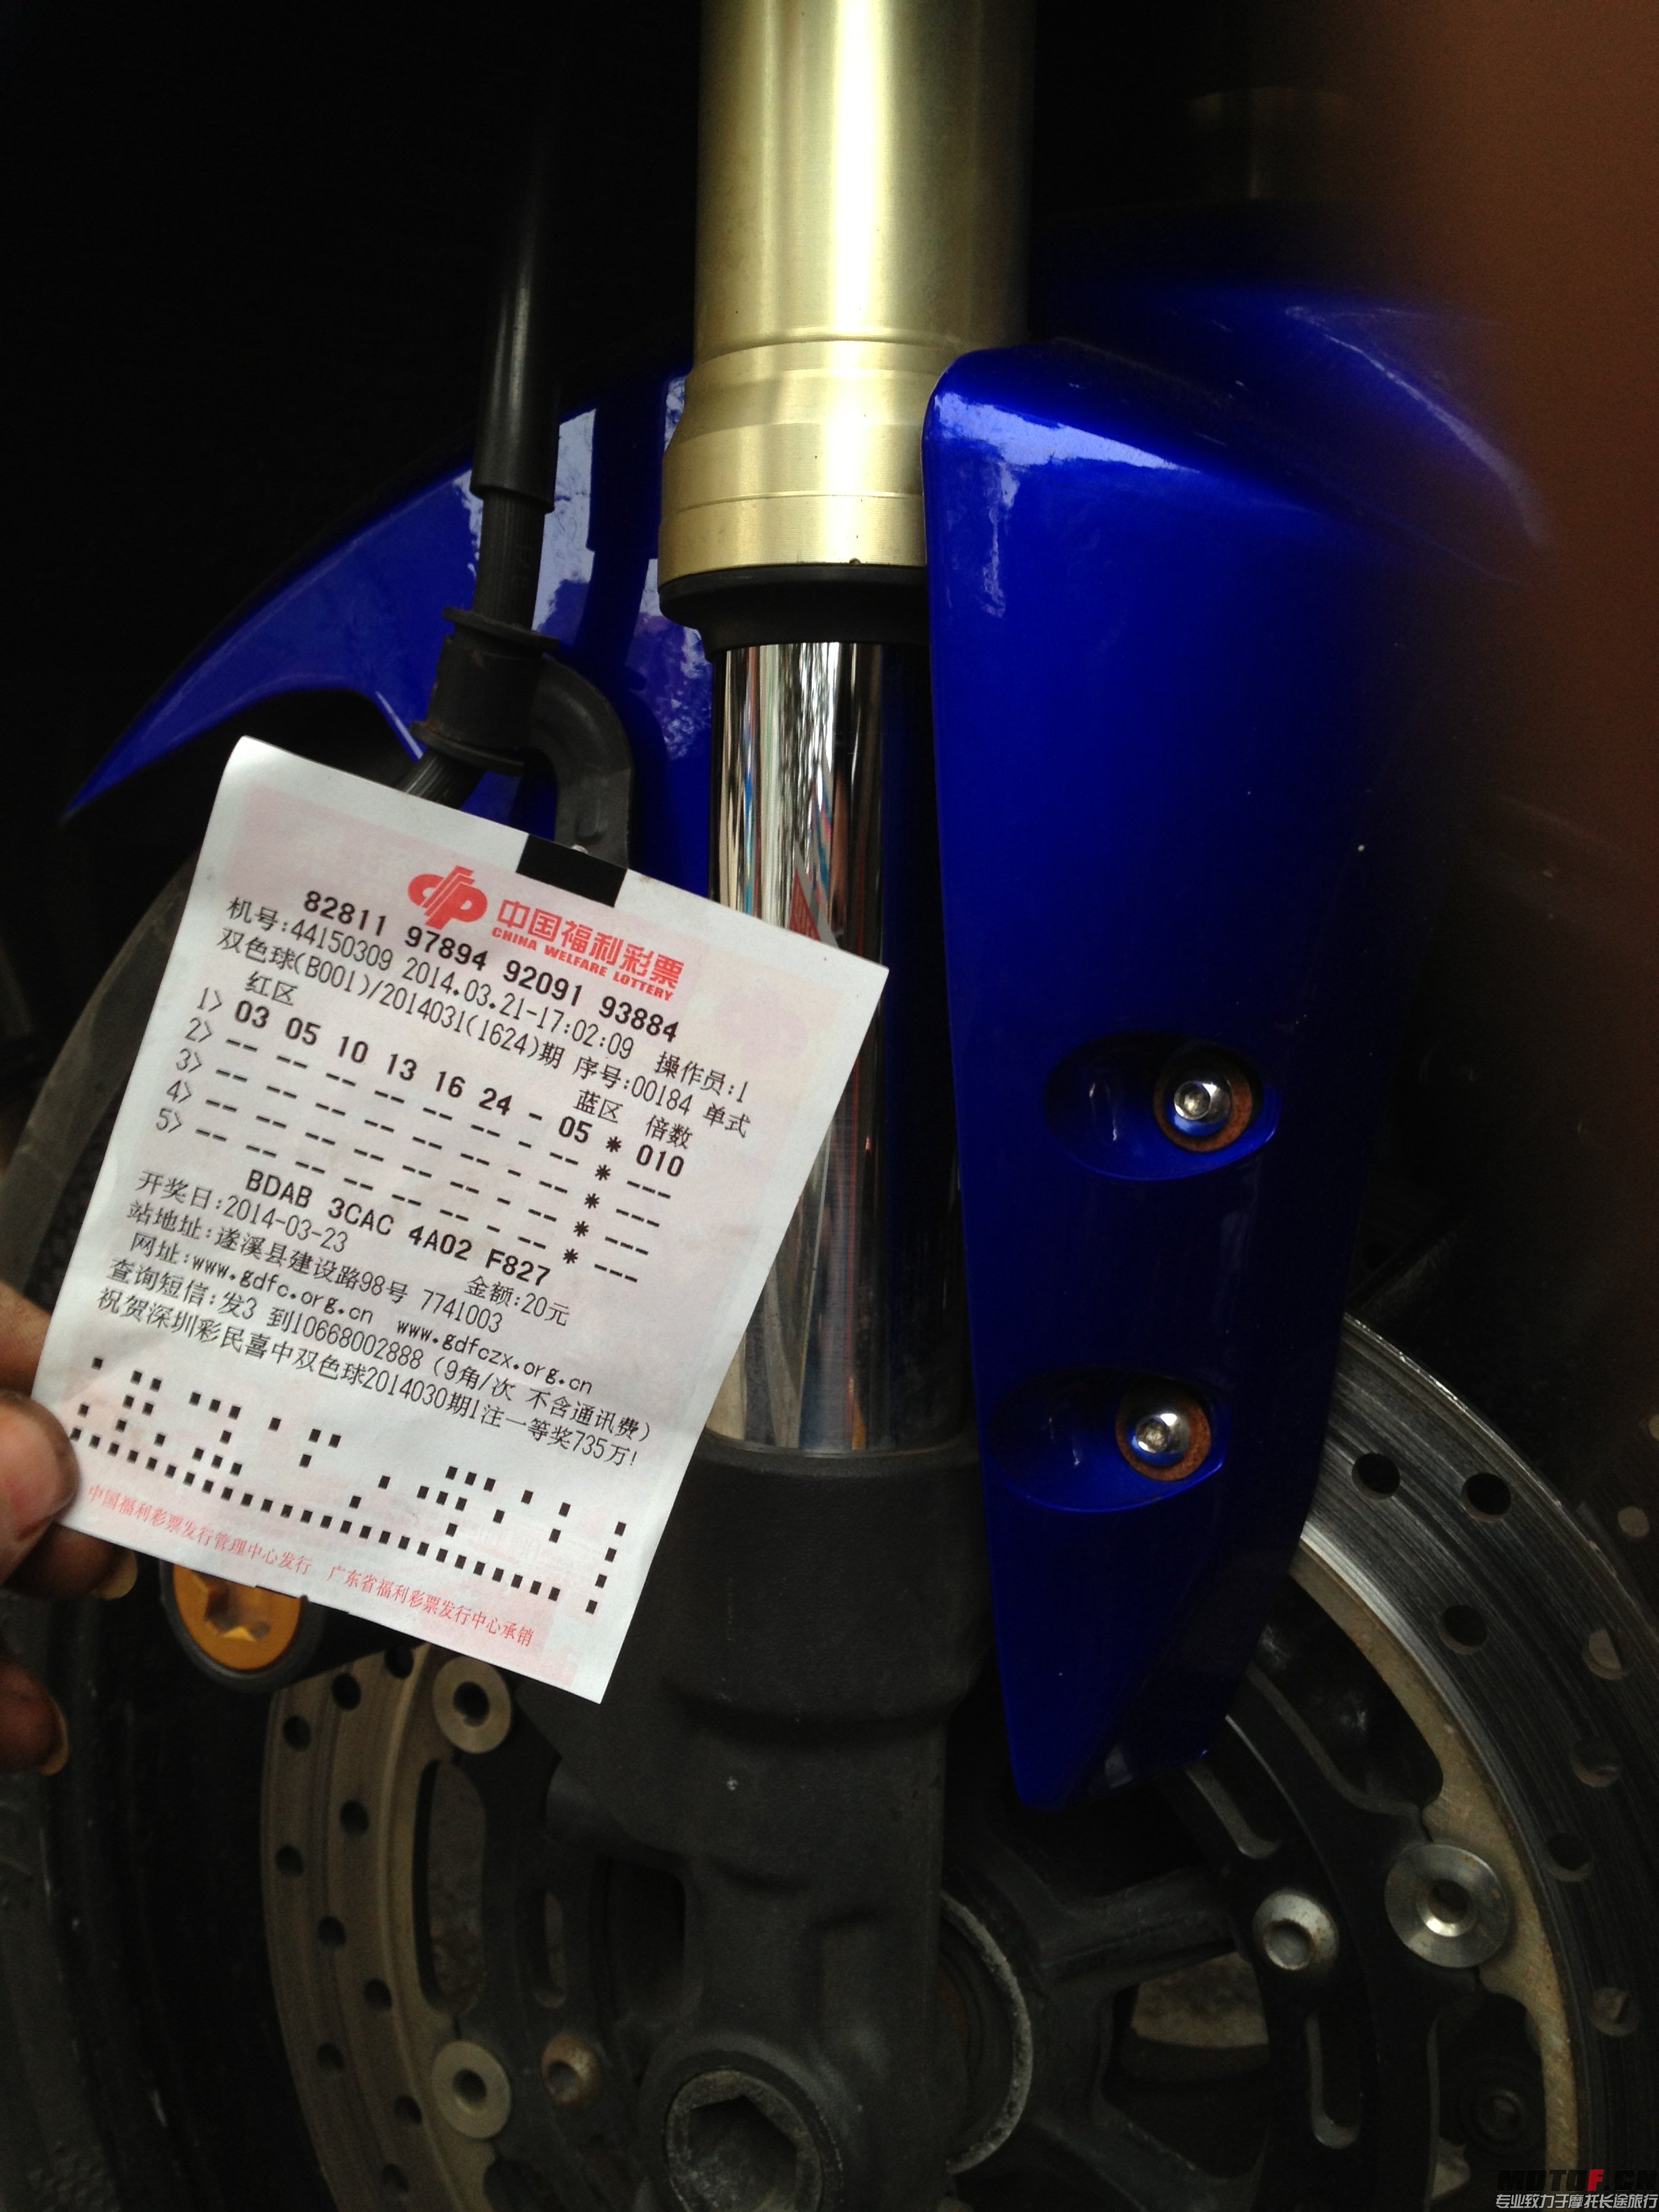 中国福利彩票
CHINA WELFARE LOTTERY
82811 97894 92091 93884
机号:44150309 2014.03.21-17:02:09 操作员:1
双色球(B001)/2014031(1624)期 序号:00184 单式
红区 蓝区 倍数
1> 03 05 10 13 16 24 - 05 * 010
2> -- -- -- -- -- -- - -- * ---
3> -- -- -- -- -- -- - -- * ---
4> -- -- -- -- -- -- - -- * ---
5> -- -- -- -- -- -- - -- * ---
BDAB 3CAC 4A02 F827
开奖日:2014-03-23 金额:20元
站地址:遂溪县建设路98号 7741003
网址:www.gdfc.org.cn www.gdfczx.org.cn
查询短信:发3 到10668002888 (9角/次 不含通讯费)
祝贺深圳彩民喜中双色球2014030期1注一等奖735万!
中国福利彩票发行管理中心发行 广东省福利彩票发行中心承销
MOTOF.CN
专业致力于摩托长途旅行